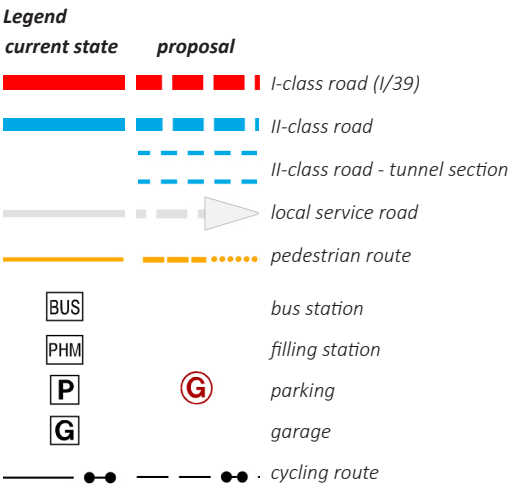 Legend
current state proposal
I-class road (I/39)
II-class road
II-class road - tunnel section
local service road
pedestrian route
BUS bus station
PHM filling station
P G parking
G garage
cycling route